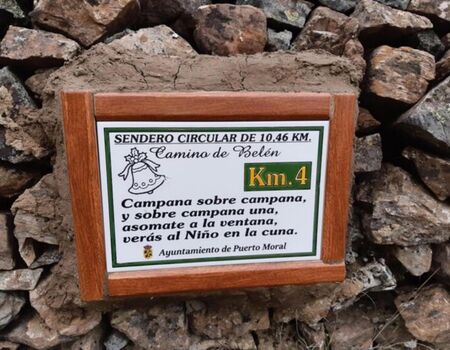 SENDERO CIRCULAR DE 10,46 KM.
Camino de Belén
Km.4
Campana sobre campana,
y sobre campana una,
asomate a la ventana,
verás al Niño en la cuna.
Ayuntamiento de Puerto Moral